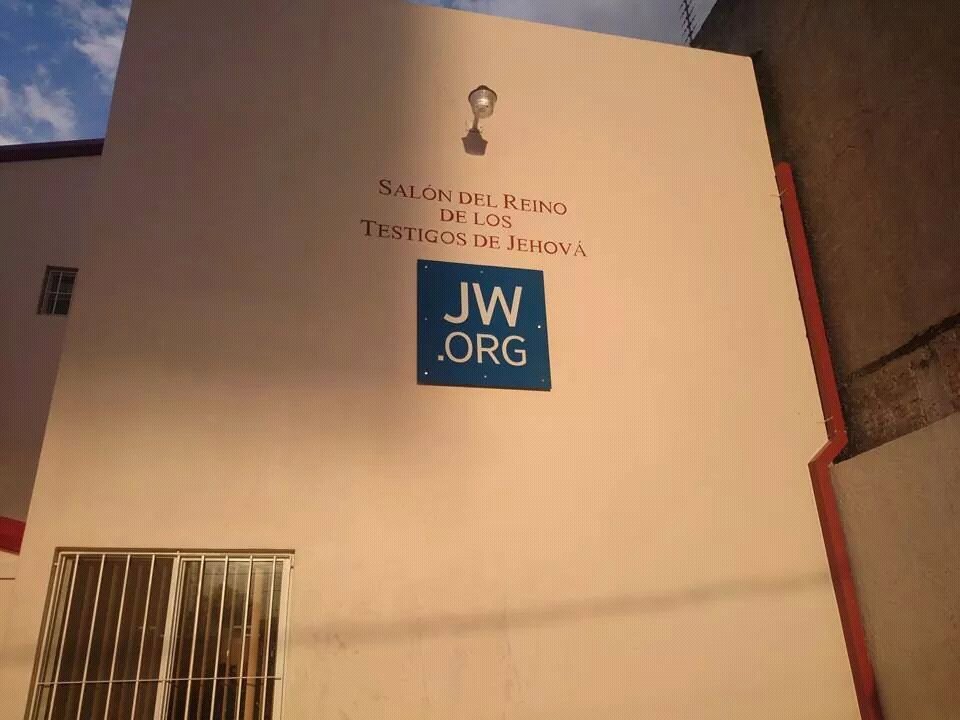 SALÓN DEL REINO
DE LOS
TESTIGOS DE JEHOVÁ
JW
.ORG